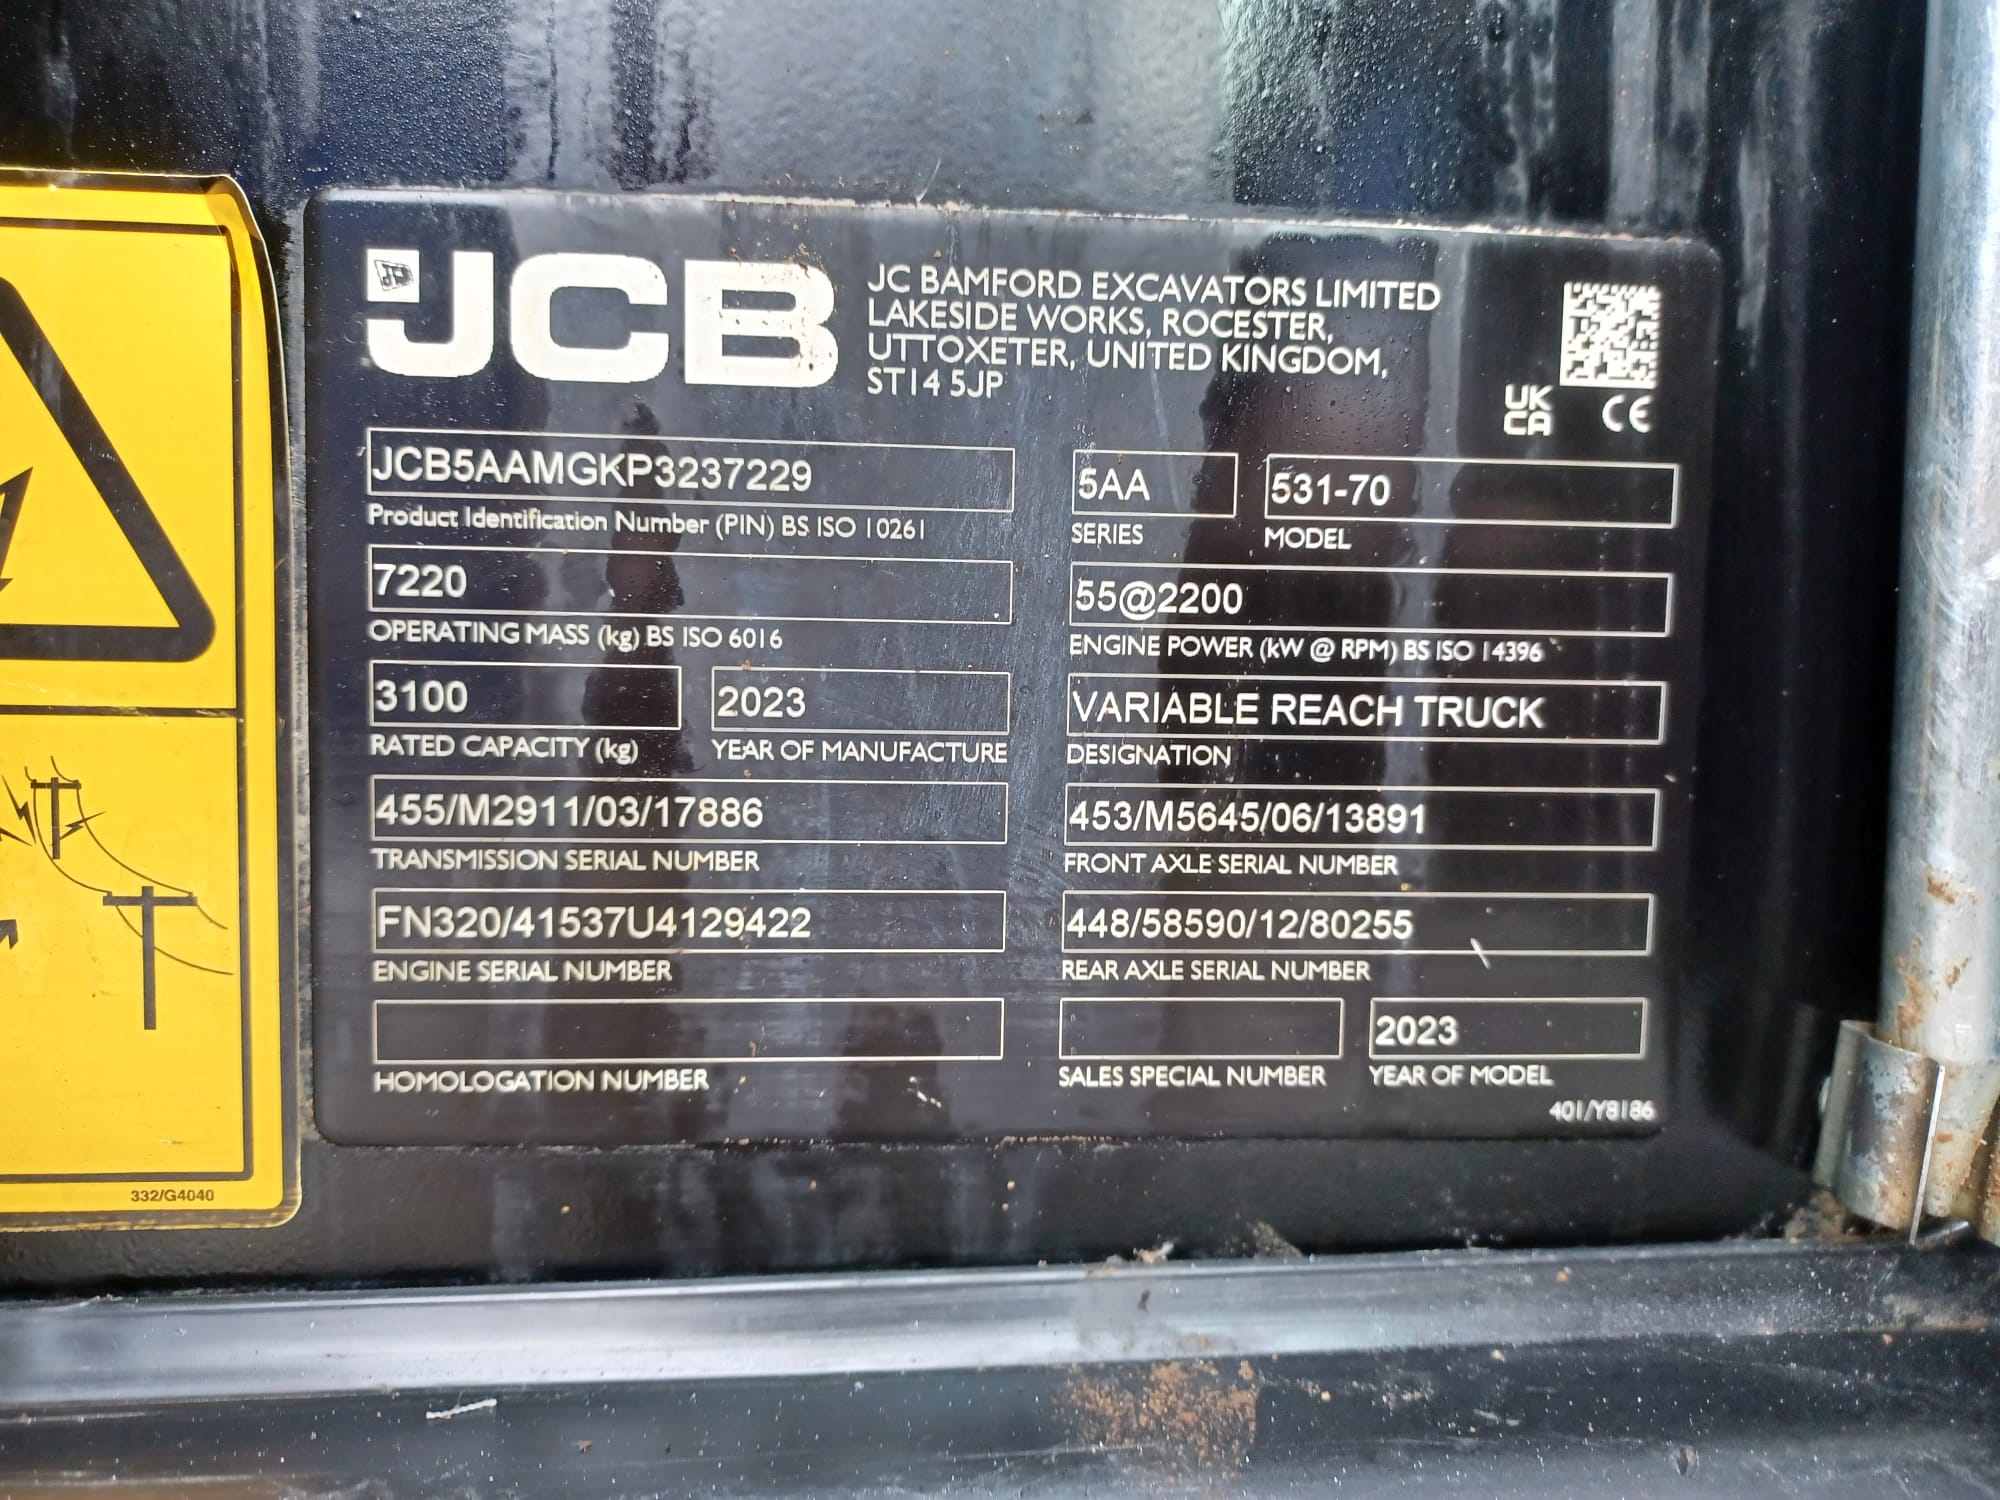 JCB
JCB
JC BAMFORD EXCAVATORS LIMITED
LAKESIDE WORKS, ROCESTER,
UTTOXETER, UNITED KINGDOM,
ST14 5JP
UK
CA
CE
JCB5AAMGKP3237229
Product Identification Number (PIN) BS ISO 10261
5AA
SERIES
531-70
MODEL
7220
OPERATING MASS (kg) BS ISO 6016
55@2200
ENGINE POWER (kW @ RPM) BS ISO 14396
3100
RATED CAPACITY (kg)
2023
YEAR OF MANUFACTURE
VARIABLE REACH TRUCK
DESIGNATION
455/M2911/03/17886
TRANSMISSION SERIAL NUMBER
453/M5645/06/13891
FRONT AXLE SERIAL NUMBER
FN320/41537U4129422
ENGINE SERIAL NUMBER
448/58590/12/80255
REAR AXLE SERIAL NUMBER
HOMOLOGATION NUMBER
SALES SPECIAL NUMBER
2023
YEAR OF MODEL
401/Y8186
332/G4040